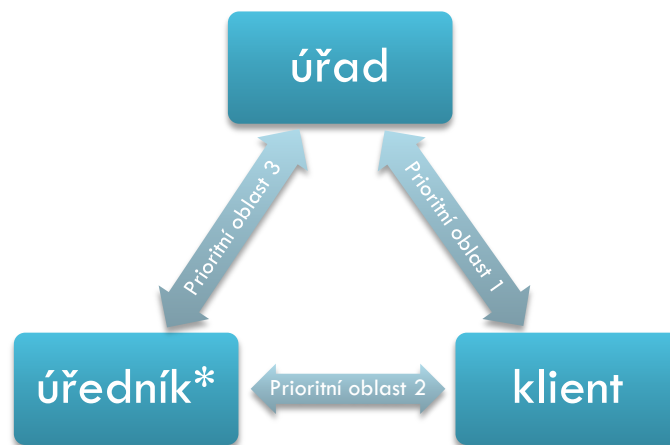 úřad
Prioritní oblast 3
Prioritní oblast 1
úředník*
Prioritní oblast 2
klient